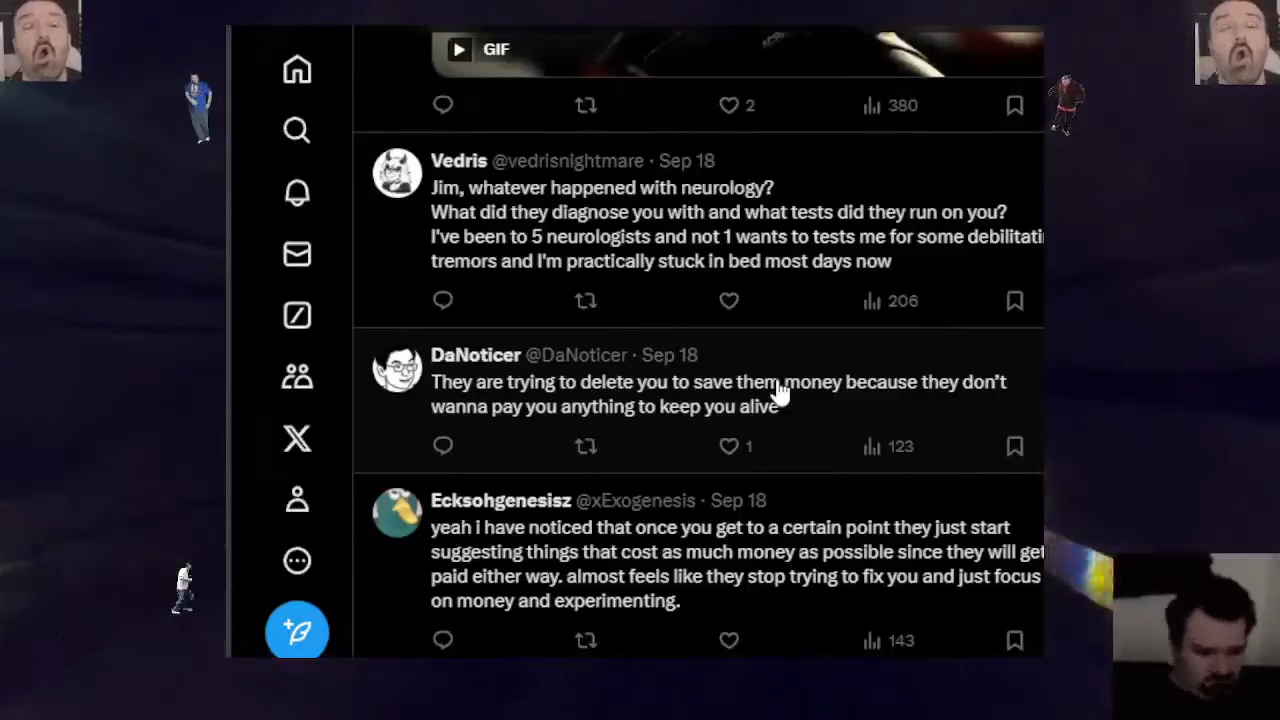 GIF
2
380
Vedris @vedrisnightmare · Sep 18
Jim, whatever happened with neurology?
What did they diagnose you with and what tests did they run on you?
I've been to 5 neurologists and not 1 wants to tests me for some debilitati
tremors and I'm practically stuck in bed most days now
206
DaNoticer @DaNoticer · Sep 18
They are trying to delete you to save them money because they don't
wanna pay you anything to keep you alive
1
123
Ecksohgenesisz @xExogenesis · Sep 18
yeah i have noticed that once you get to a certain point they just start
suggesting things that cost as much money as possible since they will get
paid either way. almost feels like they stop trying to fix you and just focus
on money and experimenting.
143